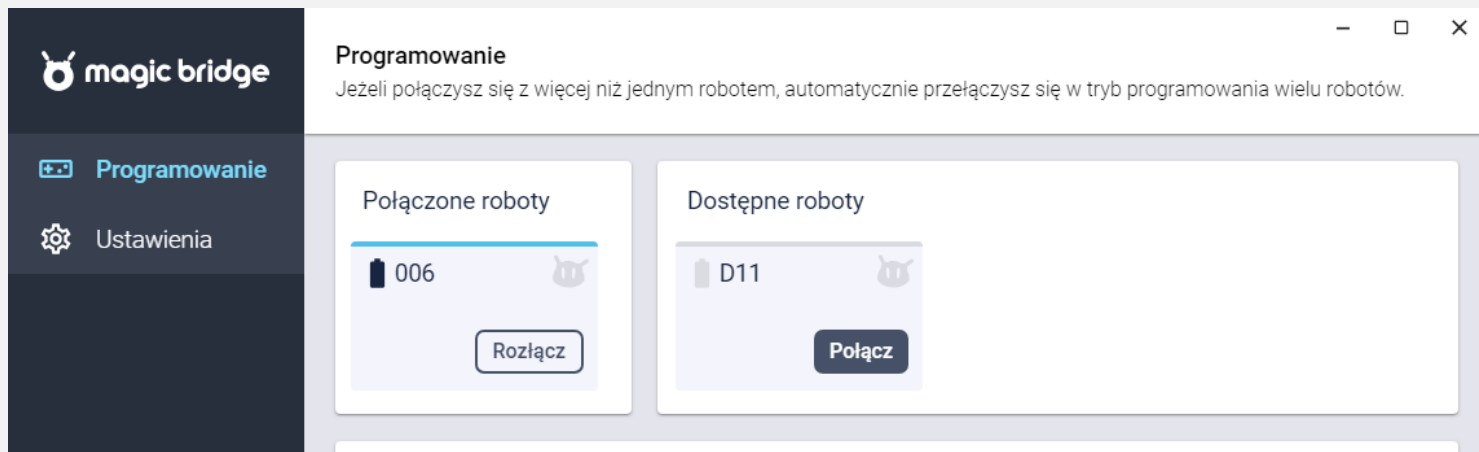 magic bridge
Programowanie
Jeżeli połączysz się z więcej niż jednym robotem, automatycznie przełączysz się w tryb programowania wielu robotów.
Programowanie
Ustawienia
Połączone roboty
006
Rozłącz
Dostępne roboty
D11
Połącz